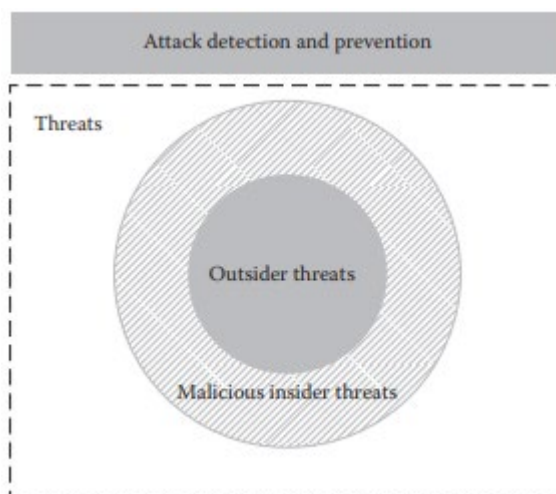 Attack detection and prevention
Threats
Outsider threats
Malicious insider threats